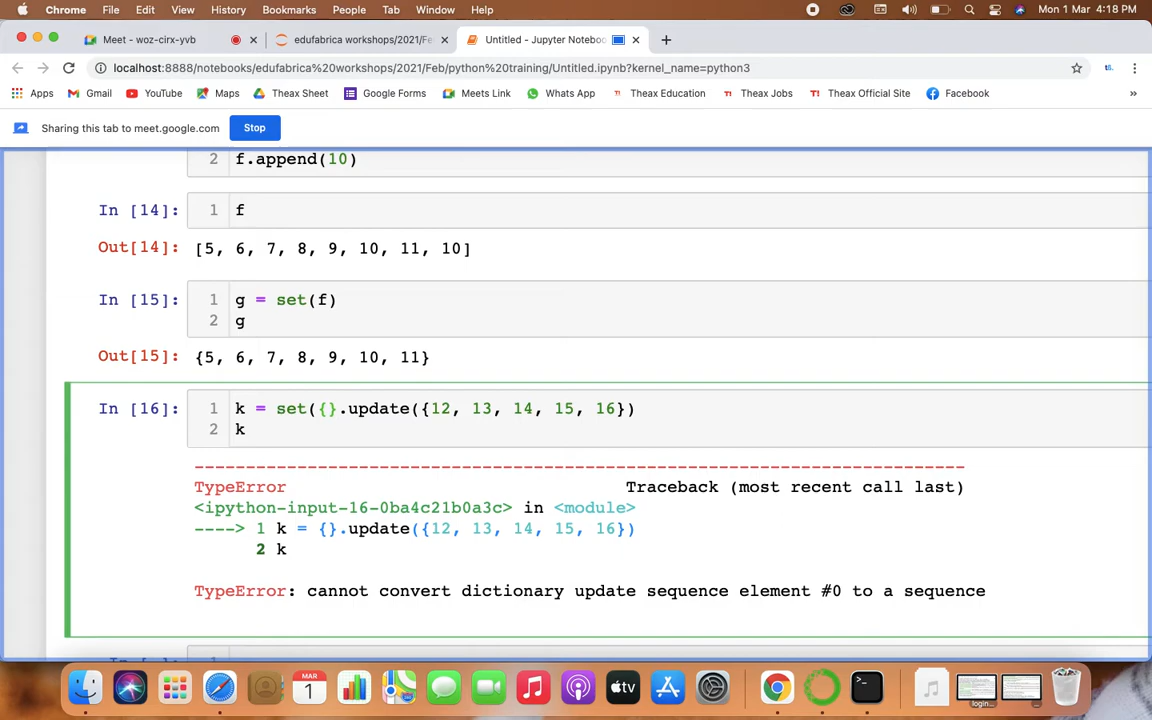 Chrome File Edit View History Bookmarks People Tab Window Help Mon 1 Mar 4:18 PM
Meet - woz-cirx-yvb edufabrica workshops/2021/Fe Untitled - Jupyter Noteboo
localhost:8888/notebooks/edufabrica%20workshops/2021/Feb/python%20training/Untitled.ipynb?kernel_name=python3
Apps Gmail YouTube Maps Theax Sheet Google Forms Meets Link Whats App Theax Education Theax Jobs Theax Official Site Facebook »
Sharing this tab to meet.google.com Stop
2 f.append(10)
In [14]: 1 f
Out[14]: [5, 6, 7, 8, 9, 10, 11, 10]
In [15]: 1 g = set(f)
2 g
Out[15]: {5, 6, 7, 8, 9, 10, 11}
In [16]: 1 k = set({}.update({12, 13, 14, 15, 16})
2 k
---------------------------------------------------------------------------
TypeError Traceback (most recent call last)
<ipython-input-16-0ba4c21b0a3c> in <module>
----> 1 k = {}.update({12, 13, 14, 15, 16})
2 k
TypeError: cannot convert dictionary update sequence element #0 to a sequence
MAR
1
tv
>_
login...